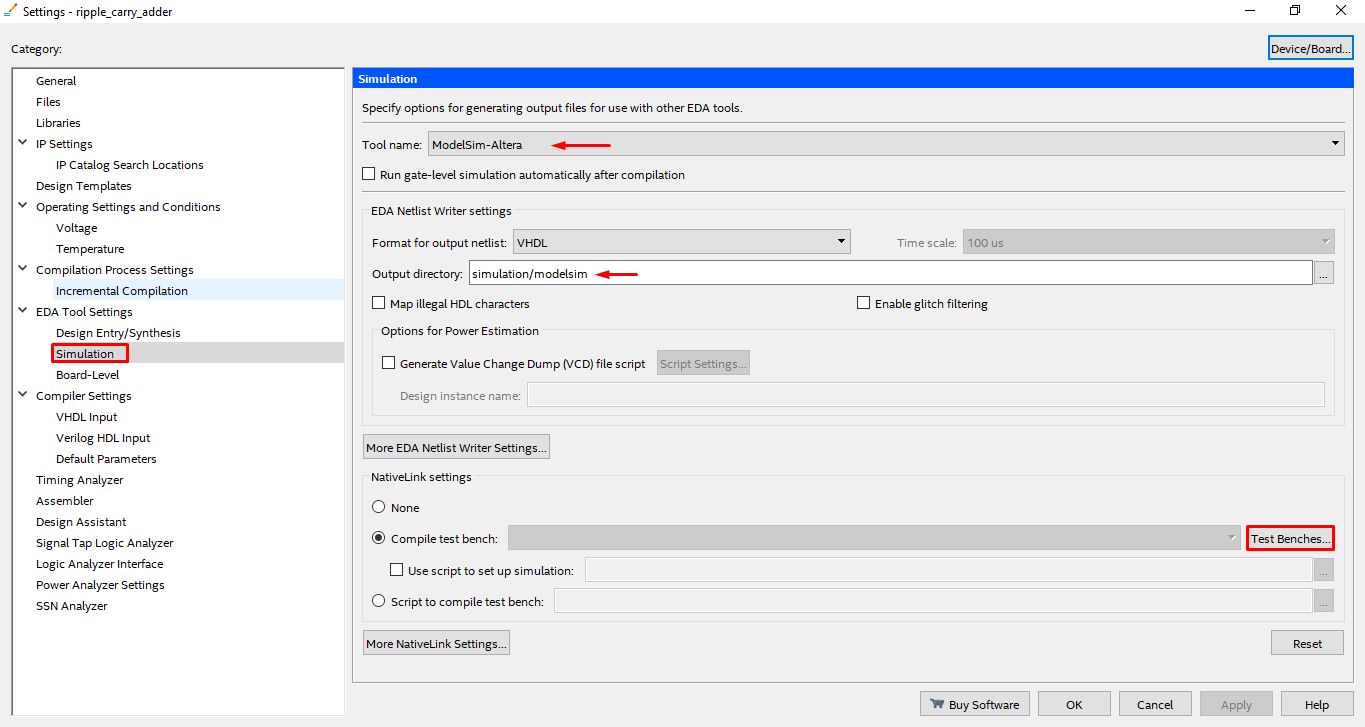 Settings - ripple_carry_adder
Category:
Device/Board...
General
Files
Libraries
IP Settings
IP Catalog Search Locations
Design Templates
Operating Settings and Conditions
Voltage
Temperature
Compilation Process Settings
Incremental Compilation
EDA Tool Settings
Design Entry/Synthesis
Simulation
Board-Level
Compiler Settings
VHDL Input
Verilog HDL Input
Default Parameters
Timing Analyzer
Assembler
Design Assistant
Signal Tap Logic Analyzer
Logic Analyzer Interface
Power Analyzer Settings
SSN Analyzer
Simulation
Specify options for generating output files for use with other EDA tools.
Tool name: ModelSim-Altera
Run gate-level simulation automatically after compilation
EDA Netlist Writer settings
Format for output netlist: VHDL Time scale: 100 us
Output directory: simulation/modelsim ...
Map illegal HDL characters Enable glitch filtering
Options for Power Estimation
Generate Value Change Dump (VCD) file script Script Settings...
Design instance name:
More EDA Netlist Writer Settings...
NativeLink settings
None
Compile test bench: Test Benches...
Use script to set up simulation: ...
Script to compile test bench: ...
More NativeLink Settings... Reset
Buy Software OK Cancel Apply Help